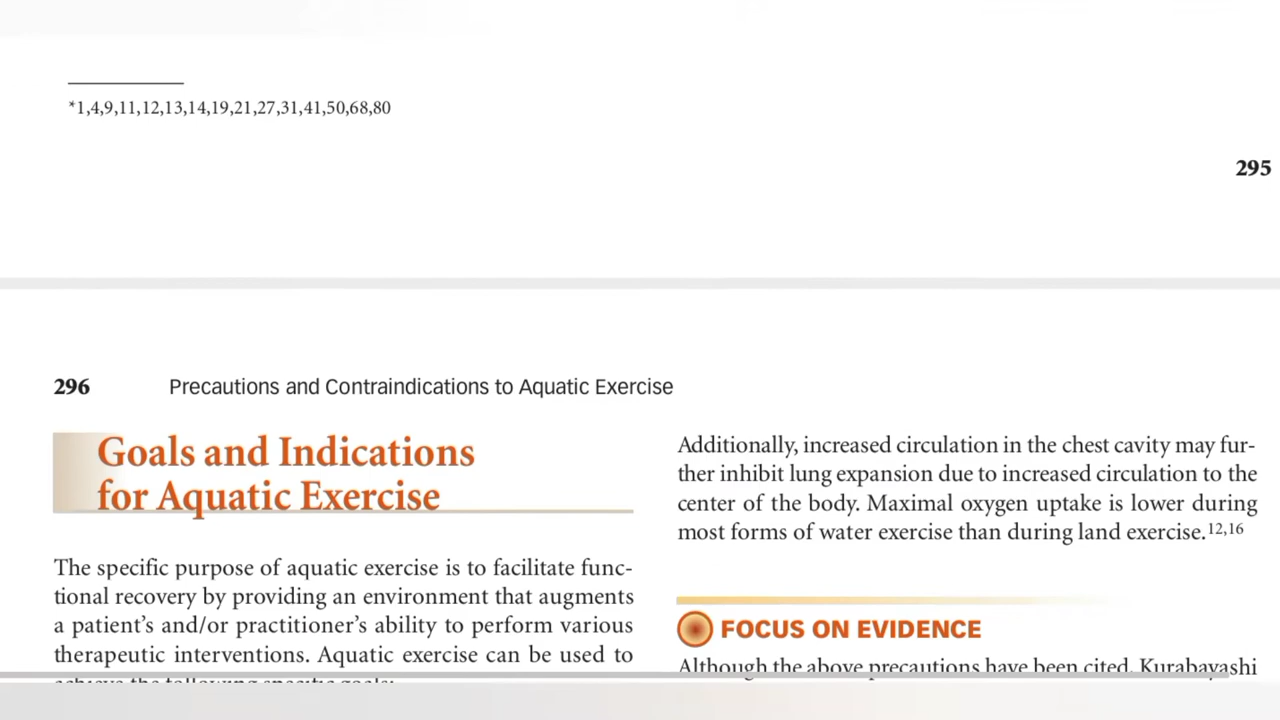 *1,4,9,11,12,13,14,19,21,27,31,41,50,68,80
295
296 Precautions and Contraindications to Aquatic Exercise
Goals and Indications
for Aquatic Exercise
The specific purpose of aquatic exercise is to facilitate func-
tional recovery by providing an environment that augments
a patient's and/or practitioner's ability to perform various
therapeutic interventions. Aquatic exercise can be used to
achieve the following specific goals:
Additionally, increased circulation in the chest cavity may fur-
ther inhibit lung expansion due to increased circulation to the
center of the body. Maximal oxygen uptake is lower during
most forms of water exercise than during land exercise.12,16
FOCUS ON EVIDENCE
Although the above precautions have been cited, Kurabayashi